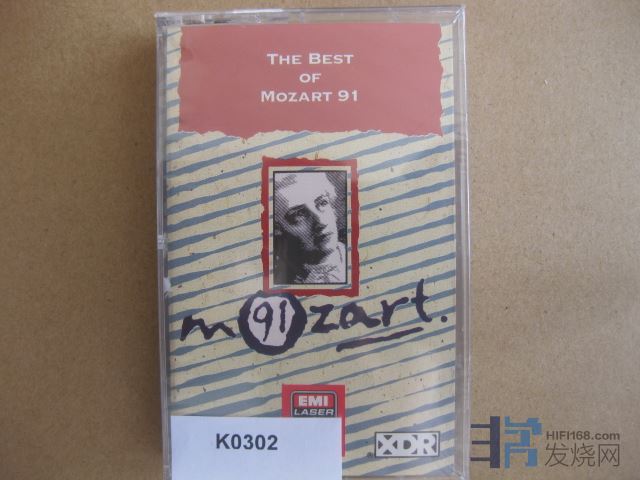 THE BEST
OF
MOZART 91
m91zart.
EMI
LASER
K0302
XDR
HIFI168.com
发烧网